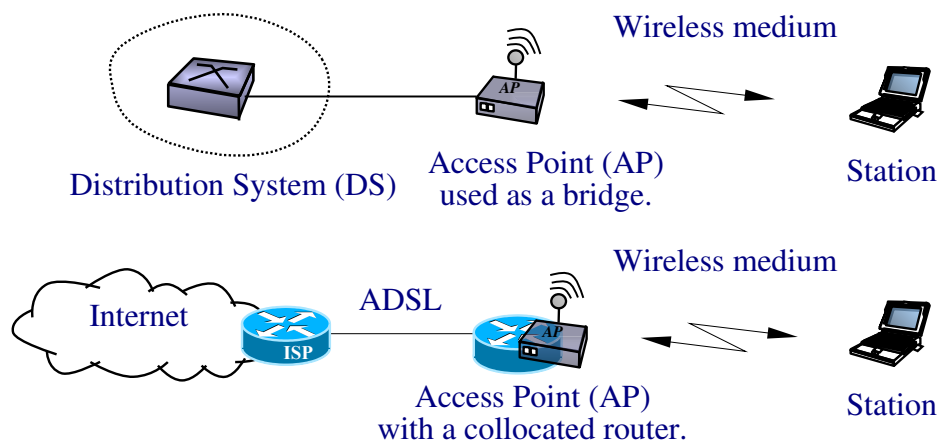 Wireless medium
AP
Distribution System (DS)
Access Point (AP)
used as a bridge.
Station
Wireless medium
Internet
ADSL
ISP
AP
Access Point (AP)
with a collocated router.
Station